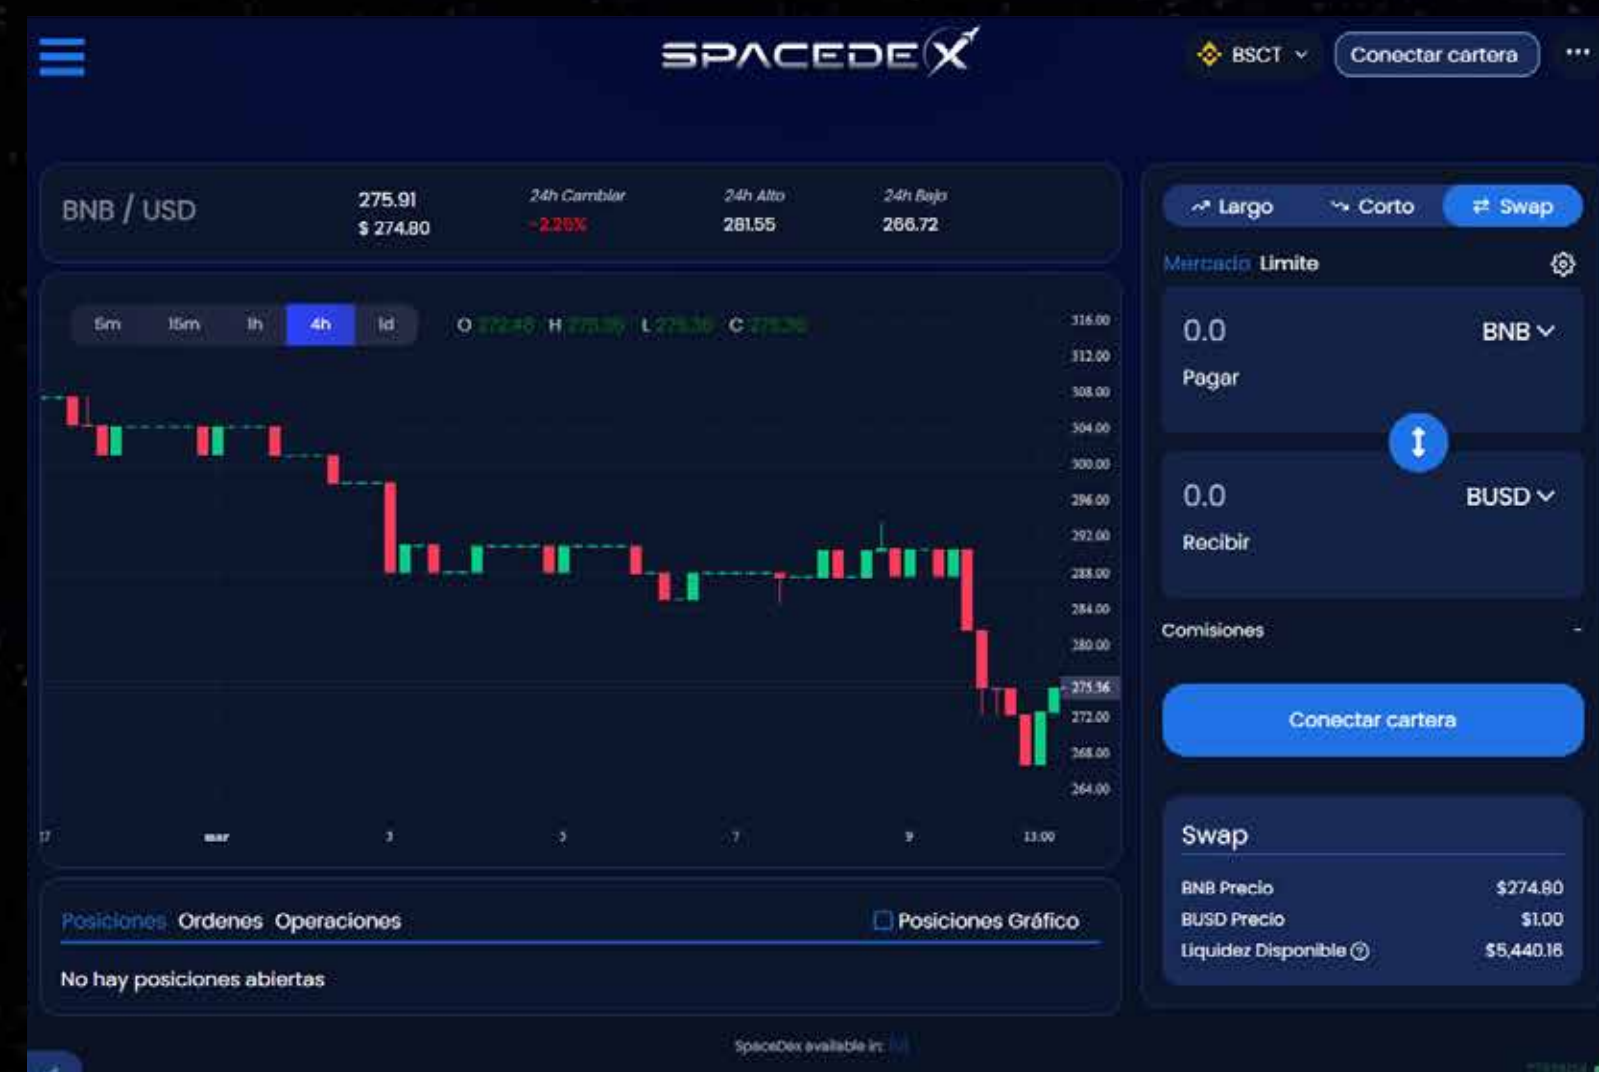 SPACEDEX
BSCT Conectar cartera
BNB / USD
275.91
$ 274.80
24h Cambiar
-2.26%
24h Alto
281.55
24h Bajo
266.72
5m 15m 1h 4h 1d O H L C
316.00
312.00
308.00
304.00
300.00
296.00
292.00
288.00
284.00
280.00
275.36
272.00
268.00
264.00
mar 3 7 9 13:00
Posiciones Ordenes Operaciones Posiciones Gráfico
No hay posiciones abiertas
Largo Corto Swap
Mercado Limite
0.0 BNB
Pagar
0.0 BUSD
Recibir
Comisiones -
Conectar cartera
Swap
BNB Precio $274.80
BUSD Precio $1.00
Liquidez Disponible $5,440.16
SpaceDex available in: